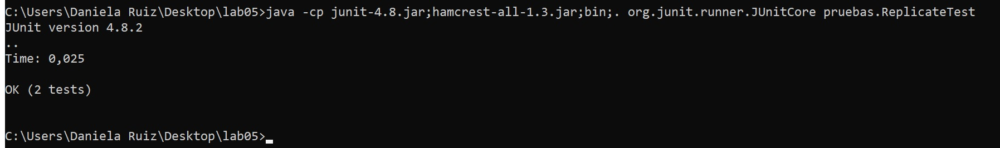 C:\Users\Daniela Ruiz\Desktop\lab05>java -cp junit-4.8.jar;hamcrest-all-1.3.jar;bin;. org.junit.runner.JUnitCore pruebas.ReplicateTest
JUnit version 4.8.2
..
Time: 0,025
OK (2 tests)
C:\Users\Daniela Ruiz\Desktop\lab05>